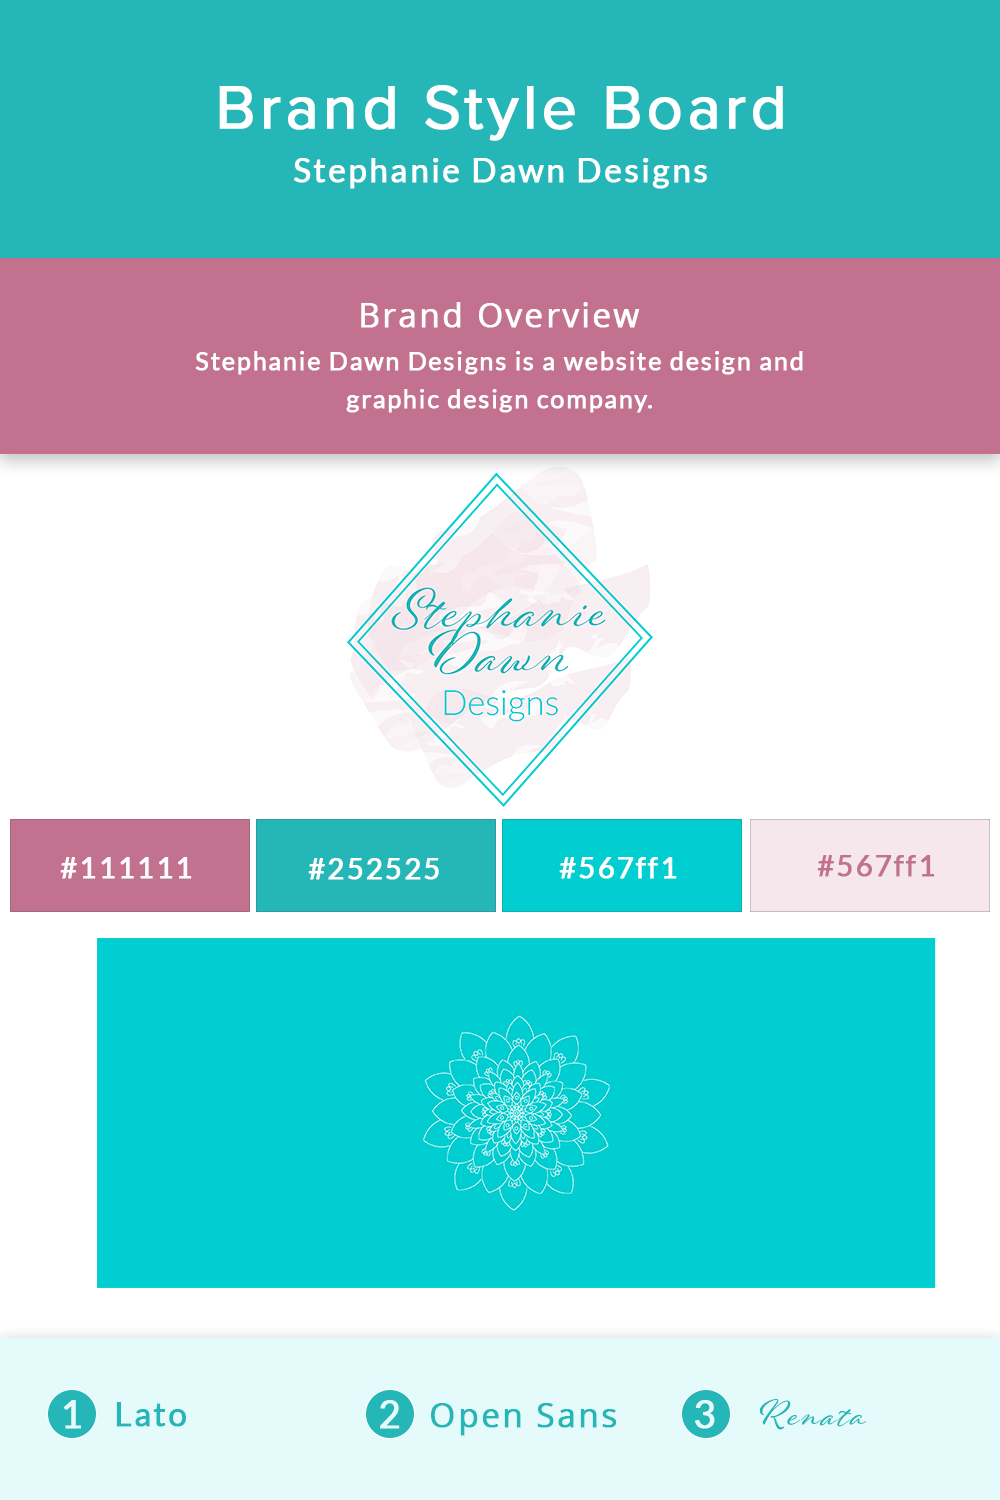 Brand Style Board
Stephanie Dawn Designs
Brand Overview
Stephanie Dawn Designs is a website design and
graphic design company.
Stephanie
Dawn
Designs
#111111 #252525 #567ff1 #567ff1
1 Lato 2 Open Sans 3 Renata